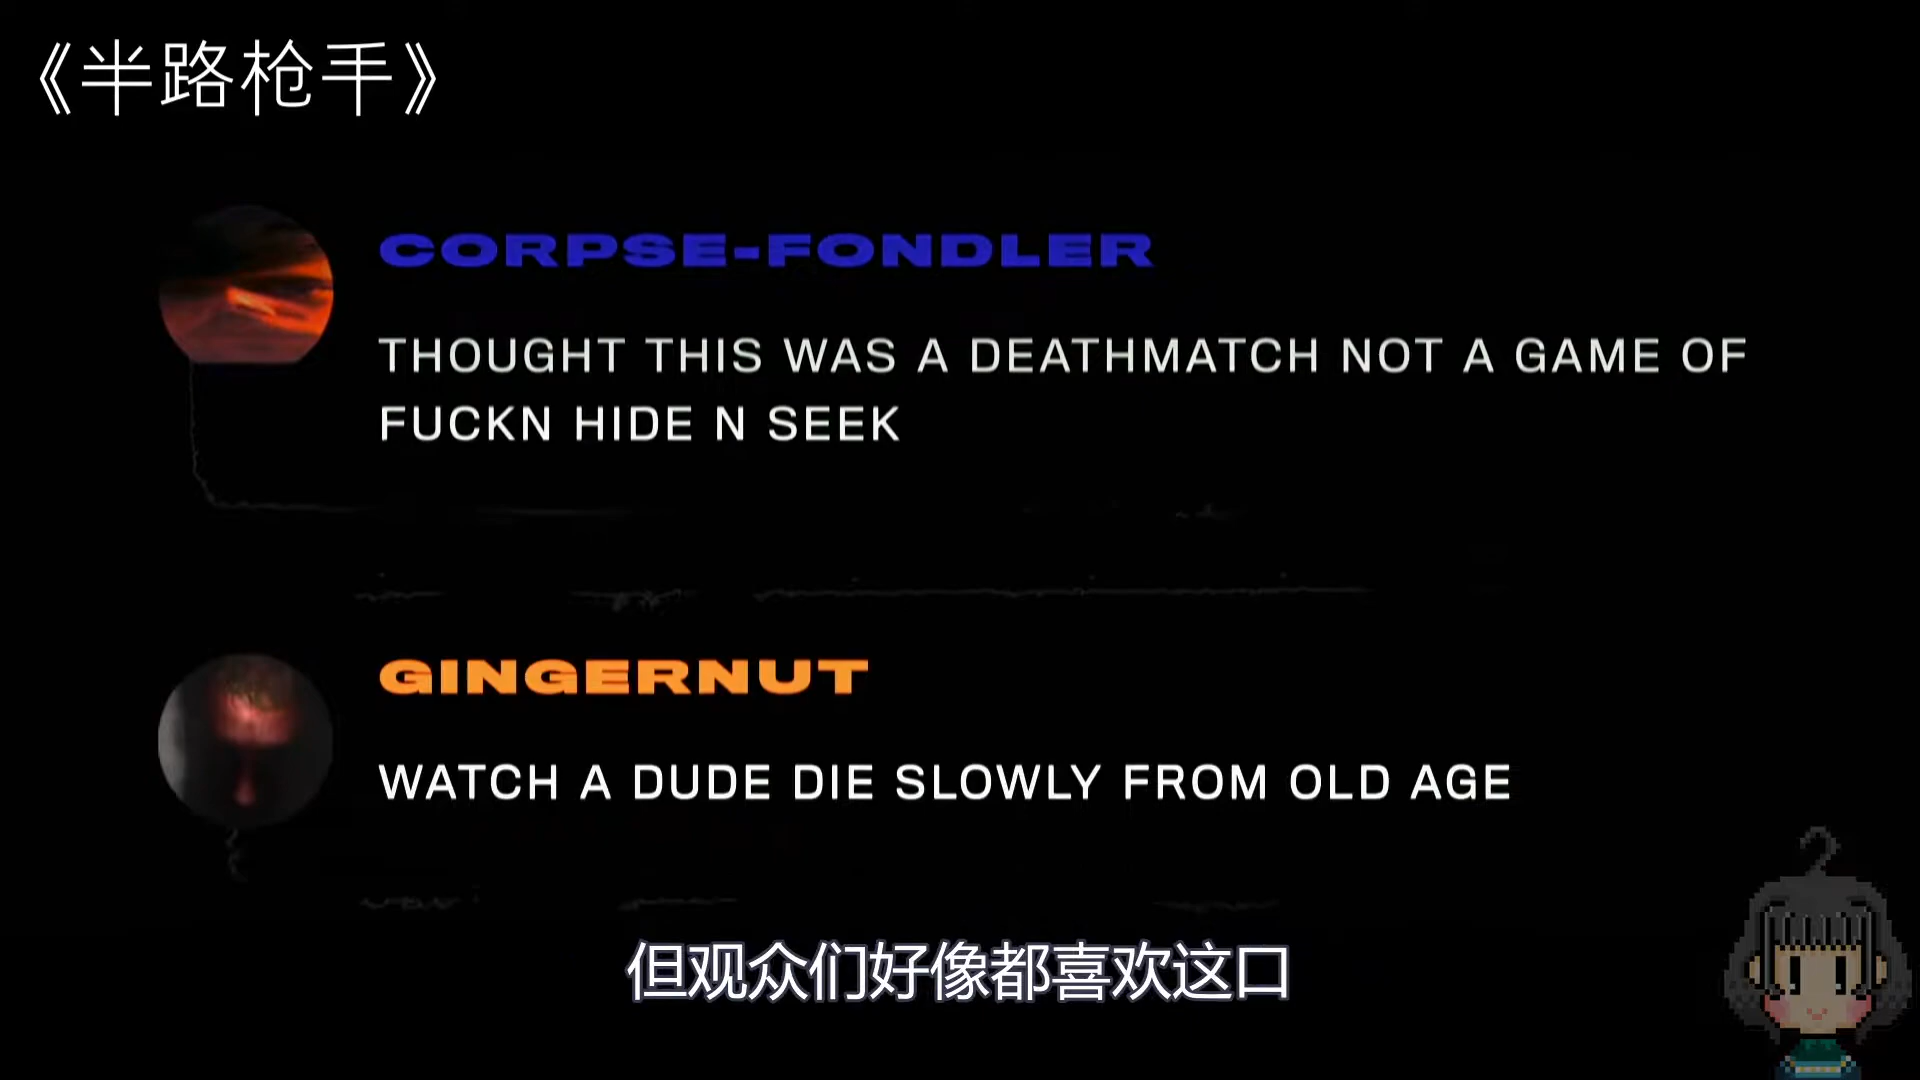 《半路枪手》
CORPSE-FONDLER
THOUGHT THIS WAS A DEATHMATCH NOT A GAME OF
FUCKN HIDE N SEEK
GINGERNUT
WATCH A DUDE DIE SLOWLY FROM OLD AGE
但观众们好像都喜欢这口